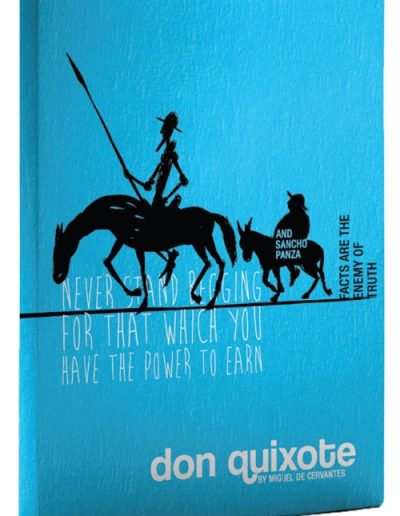 AND
SANCHO
PANZA
FACTS ARE THE
ENEMY OF
TRUTH
NEVER STAND BEGGING
FOR THAT WHICH YOU
HAVE THE POWER TO EARN
don quixote
BY MIGUEL DE CERVANTES